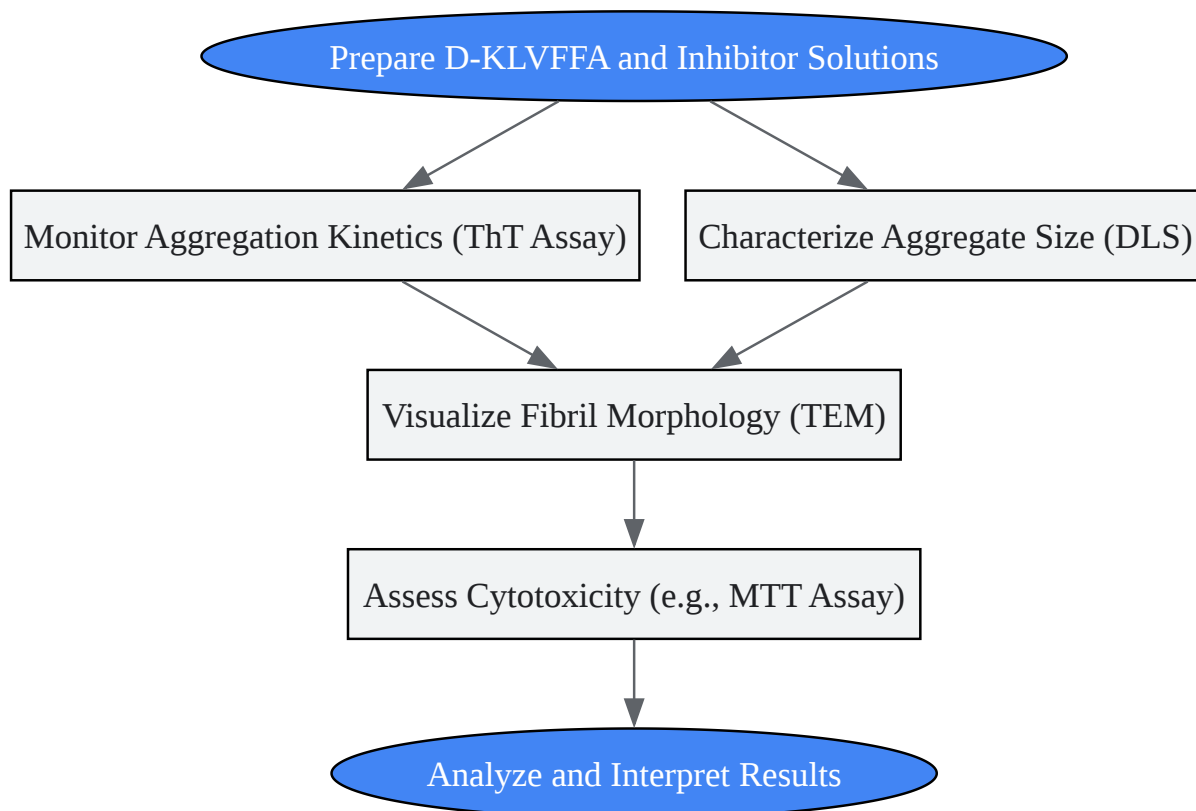 Prepare D-KLVFFA and Inhibitor Solutions
Monitor Aggregation Kinetics (ThT Assay)
Characterize Aggregate Size (DLS)
Visualize Fibril Morphology (TEM)
Assess Cytotoxicity (e.g., MTT Assay)
Analyze and Interpret Results